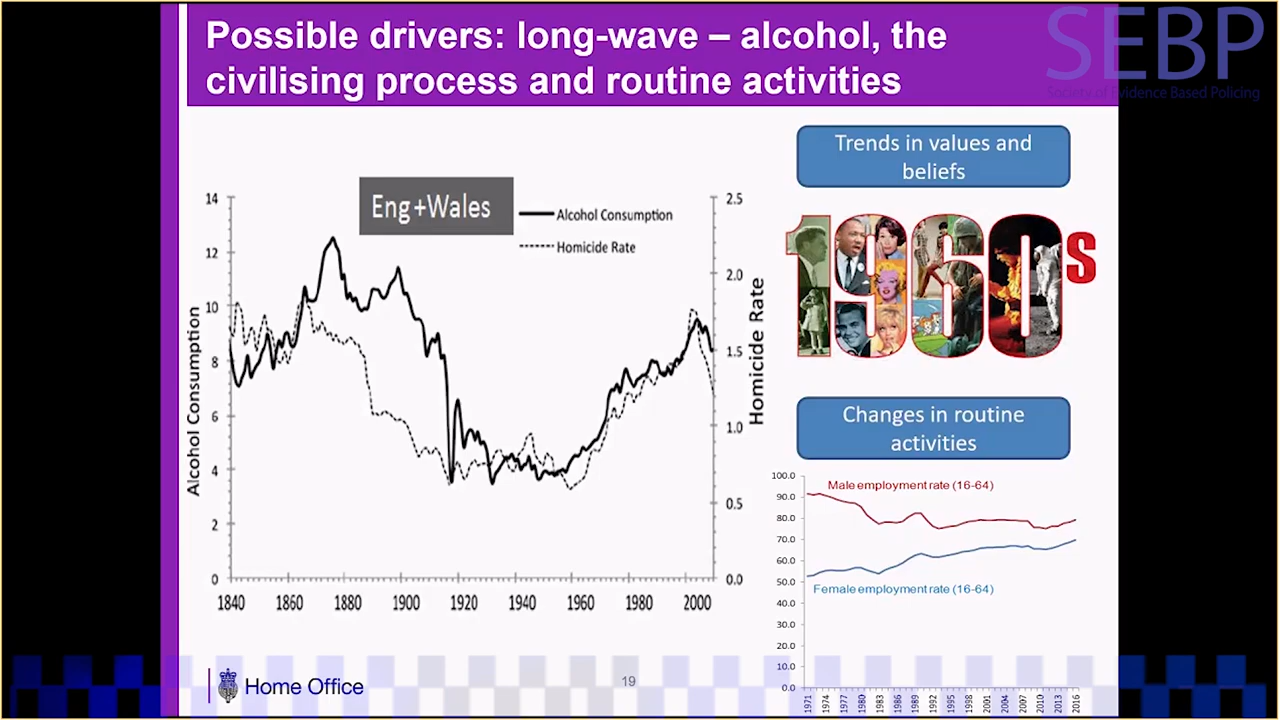 Possible drivers: long-wave – alcohol, the
civilising process and routine activities
SEBP
Society of Evidence Based Policing
Trends in values and
beliefs
1960s
Changes in routine
activities
Eng+Wales
Alcohol Consumption
Homicide Rate
Alcohol Consumption
14
12
10
8
6
4
2
0
2.5
2.0
1.5
1.0
0.5
0.0
Homicide Rate
1840 1860 1880 1900 1920 1940 1960 1980 2000
100.0
90.0
80.0
70.0
60.0
50.0
40.0
30.0
20.0
10.0
0.0
Male employment rate (16-64)
Female employment rate (16-64)
1971 1974 1977 1980 1983 1986 1989 1992 1995 1998 2001 2004 2007 2010 2013 2016
Home Office
19